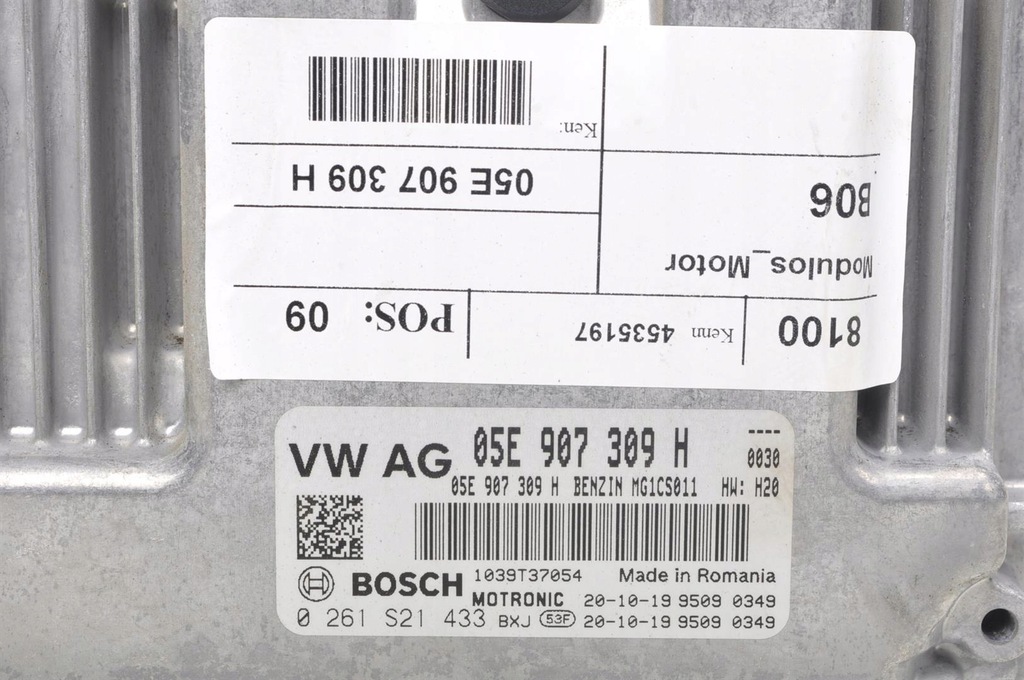 8100
Kenn 4535197
POS: 09
Modulos_Motor
B06
05E 907 309 H
Ken:
VW AG 05E 907 309 H
----
0030
05E 907 309 H BENZIN MG1CS011 HW: H20
BOSCH 1039T37054 Made in Romania
MOTRONIC 20-10-19 9509 0349
0 261 S21 433 BXJ 53F 20-10-19 9509 0349